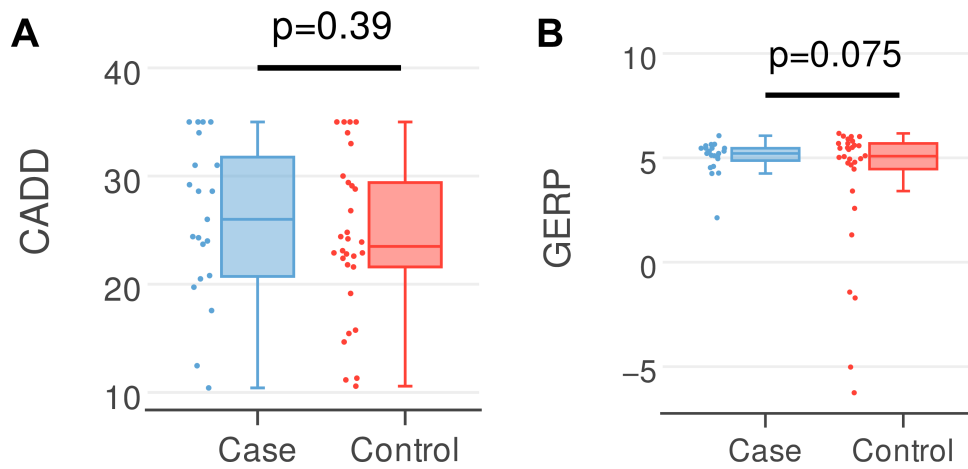 A
p=0.39
CADD
40
30
20
10
Case Control
B
p=0.075
GERP
10
5
0
−5
Case Control